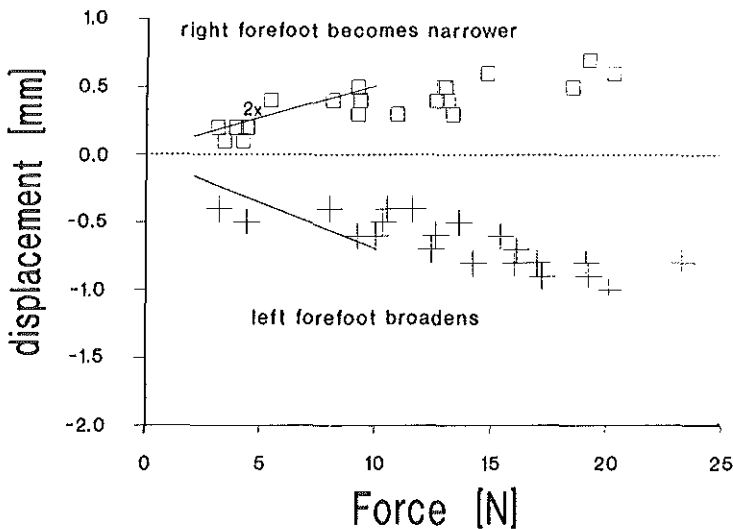 1.0
right forefoot becomes narrower
0.5
2x
0.0
-0.5
-1.0
left forefoot broadens
-1.5
-2.0
0 5 10 15 20 25
displacement [mm]
Force [N]